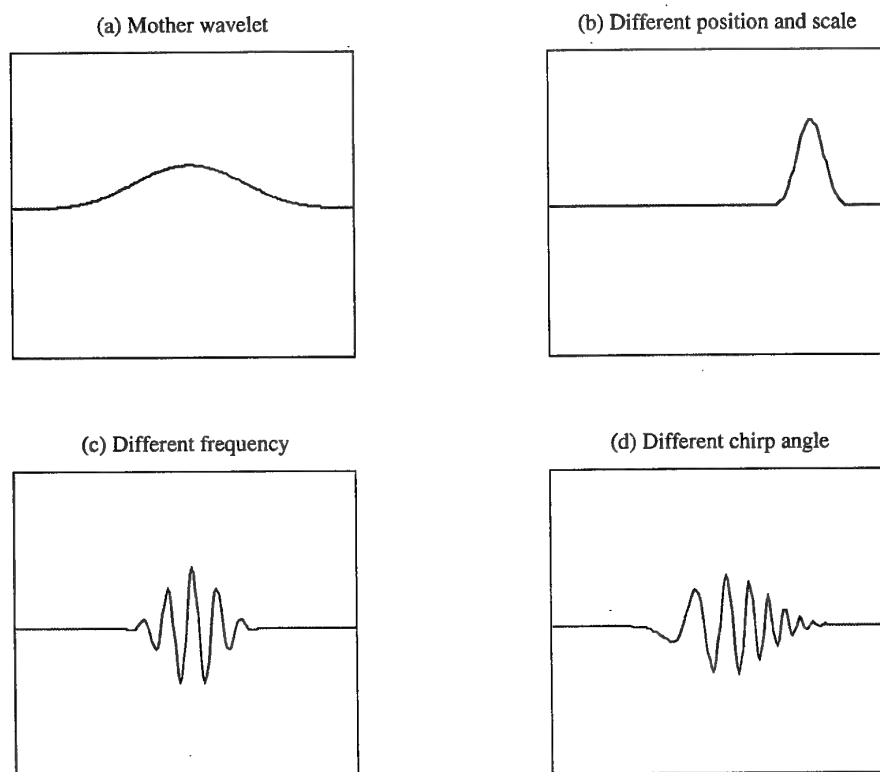 (a) Mother wavelet
(b) Different position and scale
(c) Different frequency
(d) Different chirp angle